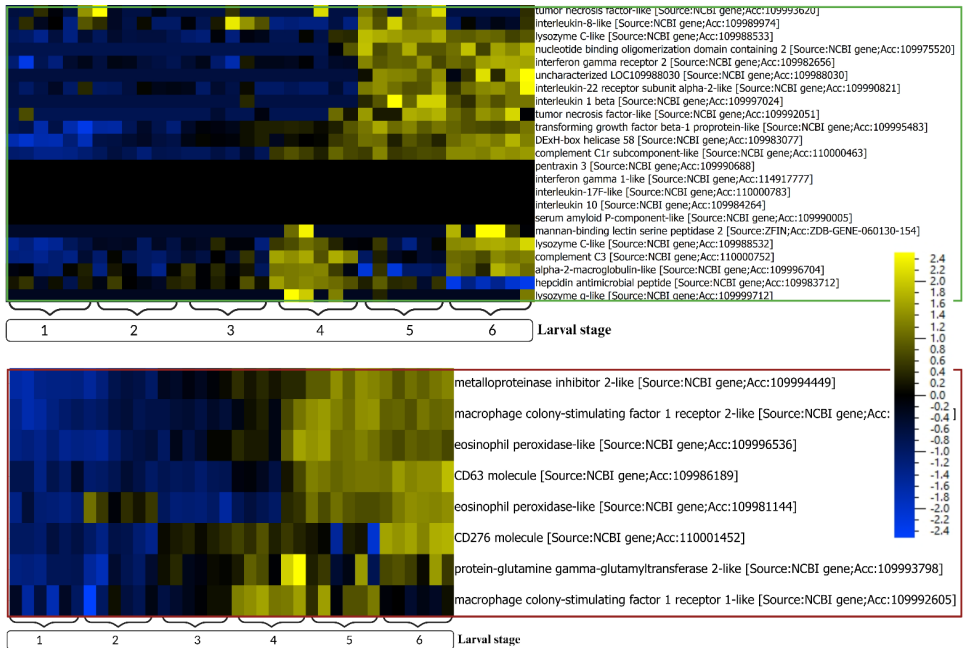 tumor necrosis factor-like [Source:NCBI gene;Acc:109993620]
interleukin-8-like [Source:NCBI gene;Acc:109989974]
lysozyme C-like [Source:NCBI gene;Acc:109988533]
nucleotide binding oligomerization domain containing 2 [Source:NCBI gene;Acc:109975520]
interferon gamma receptor 2 [Source:NCBI gene;Acc:109982656]
uncharacterized LOC109988030 [Source:NCBI gene;Acc:109988030]
interleukin-22 receptor subunit alpha-2-like [Source:NCBI gene;Acc:109990821]
interleukin 1 beta [Source:NCBI gene;Acc:109997024]
tumor necrosis factor-like [Source:NCBI gene;Acc:109992051]
transforming growth factor beta-1 proprotein-like [Source:NCBI gene;Acc:109995483]
DExH-box helicase 58 [Source:NCBI gene;Acc:109983077]
complement C1r subcomponent-like [Source:NCBI gene;Acc:110000463]
pentraxin 3 [Source:NCBI gene;Acc:109990688]
interferon gamma 1-like [Source:NCBI gene;Acc:114917777]
interleukin-17F-like [Source:NCBI gene;Acc:110000783]
interleukin 10 [Source:NCBI gene;Acc:109984264]
serum amyloid P-component-like [Source:NCBI gene;Acc:109990005]
mannan-binding lectin serine peptidase 2 [Source:ZFIN;Acc:ZDB-GENE-060130-154]
lysozyme C-like [Source:NCBI gene;Acc:109988532]
complement C3 [Source:NCBI gene;Acc:110000752]
alpha-2-macroglobulin-like [Source:NCBI gene;Acc:109996704]
hepcidin antimicrobial peptide [Source:NCBI gene;Acc:109983712]
lysozyme g-like [Source:NCBI gene;Acc:109999712]
1 2 3 4 5 6 Larval stage
2.4
2.0
1.6
1.4
1.2
1.0
0.8
0.6
0.4
0.2
0.0
-0.2
-0.4
-0.6
-0.8
-1.0
-1.2
-1.4
-1.6
-1.8
-2.0
-2.2
-2.4
metalloproteinase inhibitor 2-like [Source:NCBI gene;Acc:109994449]
macrophage colony-stimulating factor 1 receptor 2-like [Source:NCBI gene;Acc: ]
eosinophil peroxidase-like [Source:NCBI gene;Acc:109996536]
CD63 molecule [Source:NCBI gene;Acc:109986189]
eosinophil peroxidase-like [Source:NCBI gene;Acc:109981144]
CD276 molecule [Source:NCBI gene;Acc:110001452]
protein-glutamine gamma-glutamyltransferase 2-like [Source:NCBI gene;Acc:109993798]
macrophage colony-stimulating factor 1 receptor 1-like [Source:NCBI gene;Acc:109992605]
1 2 3 4 5 6 Larval stage